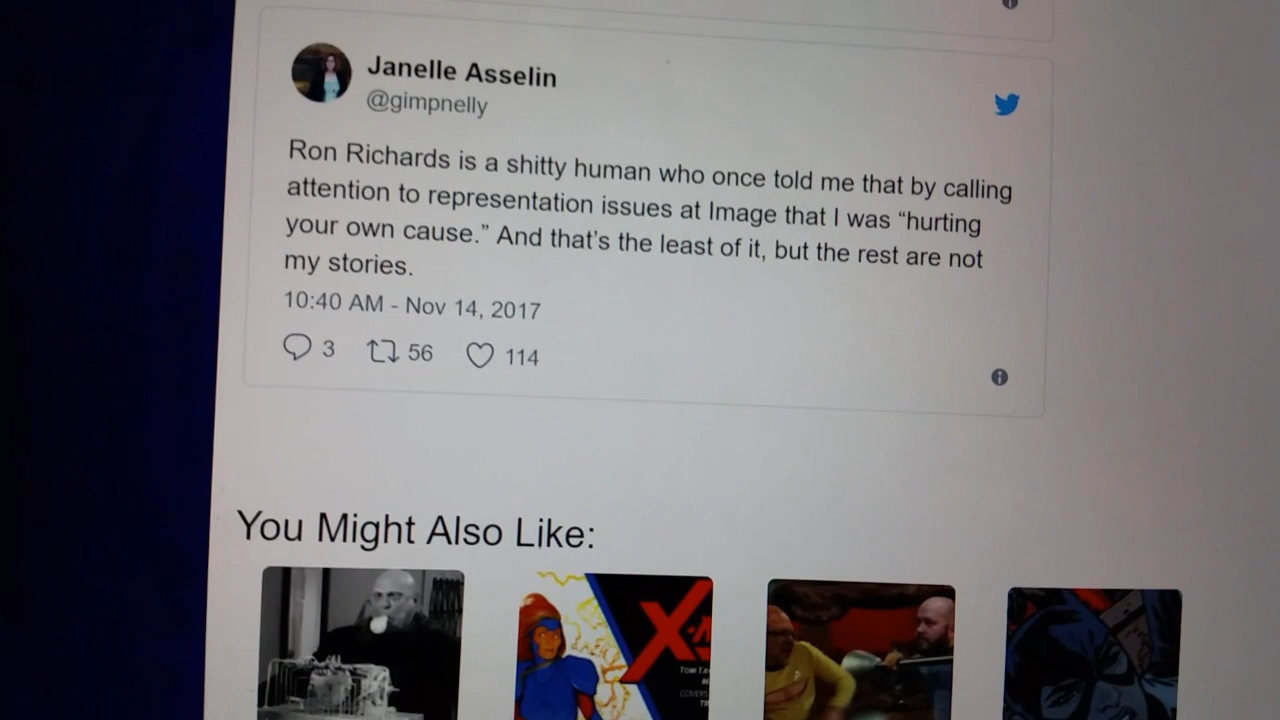 Janelle Asselin
@gimpnelly
Ron Richards is a shitty human who once told me that by calling
attention to representation issues at Image that I was “hurting
your own cause.” And that’s the least of it, but the rest are not
my stories.
10:40 AM - Nov 14, 2017
3 56 114
You Might Also Like: